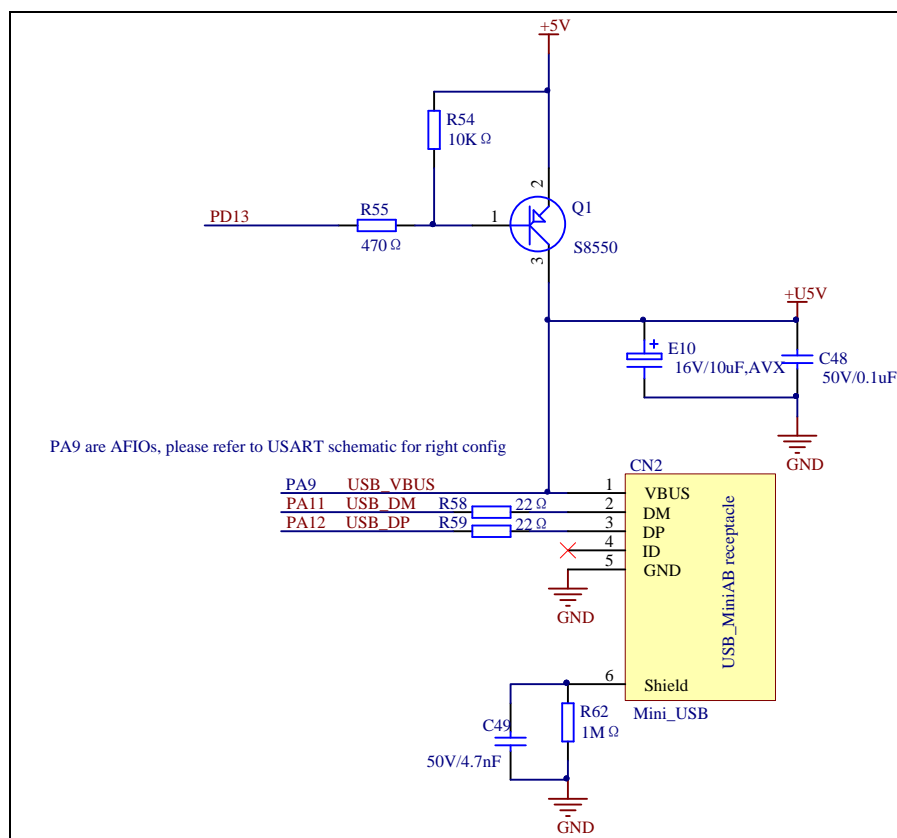 +5V
R54
10K Ω
2
Q1
PD13
R55
1
470 Ω
S8550
3
+U5V
E10
16V/10uF,AVX
C48
50V/0.1uF
GND
PA9 are AFIOs, please refer to USART schematic for right config
CN2
PA9 USB_VBUS 1 VBUS
PA11 USB_DM R58 22 Ω 2 DM
PA12 USB_DP R59 22 Ω 3 DP
4 ID
5 GND
GND
USB_MiniAB receptacle
6 Shield
Mini_USB
C49
50V/4.7nF
R62
1M Ω
GND